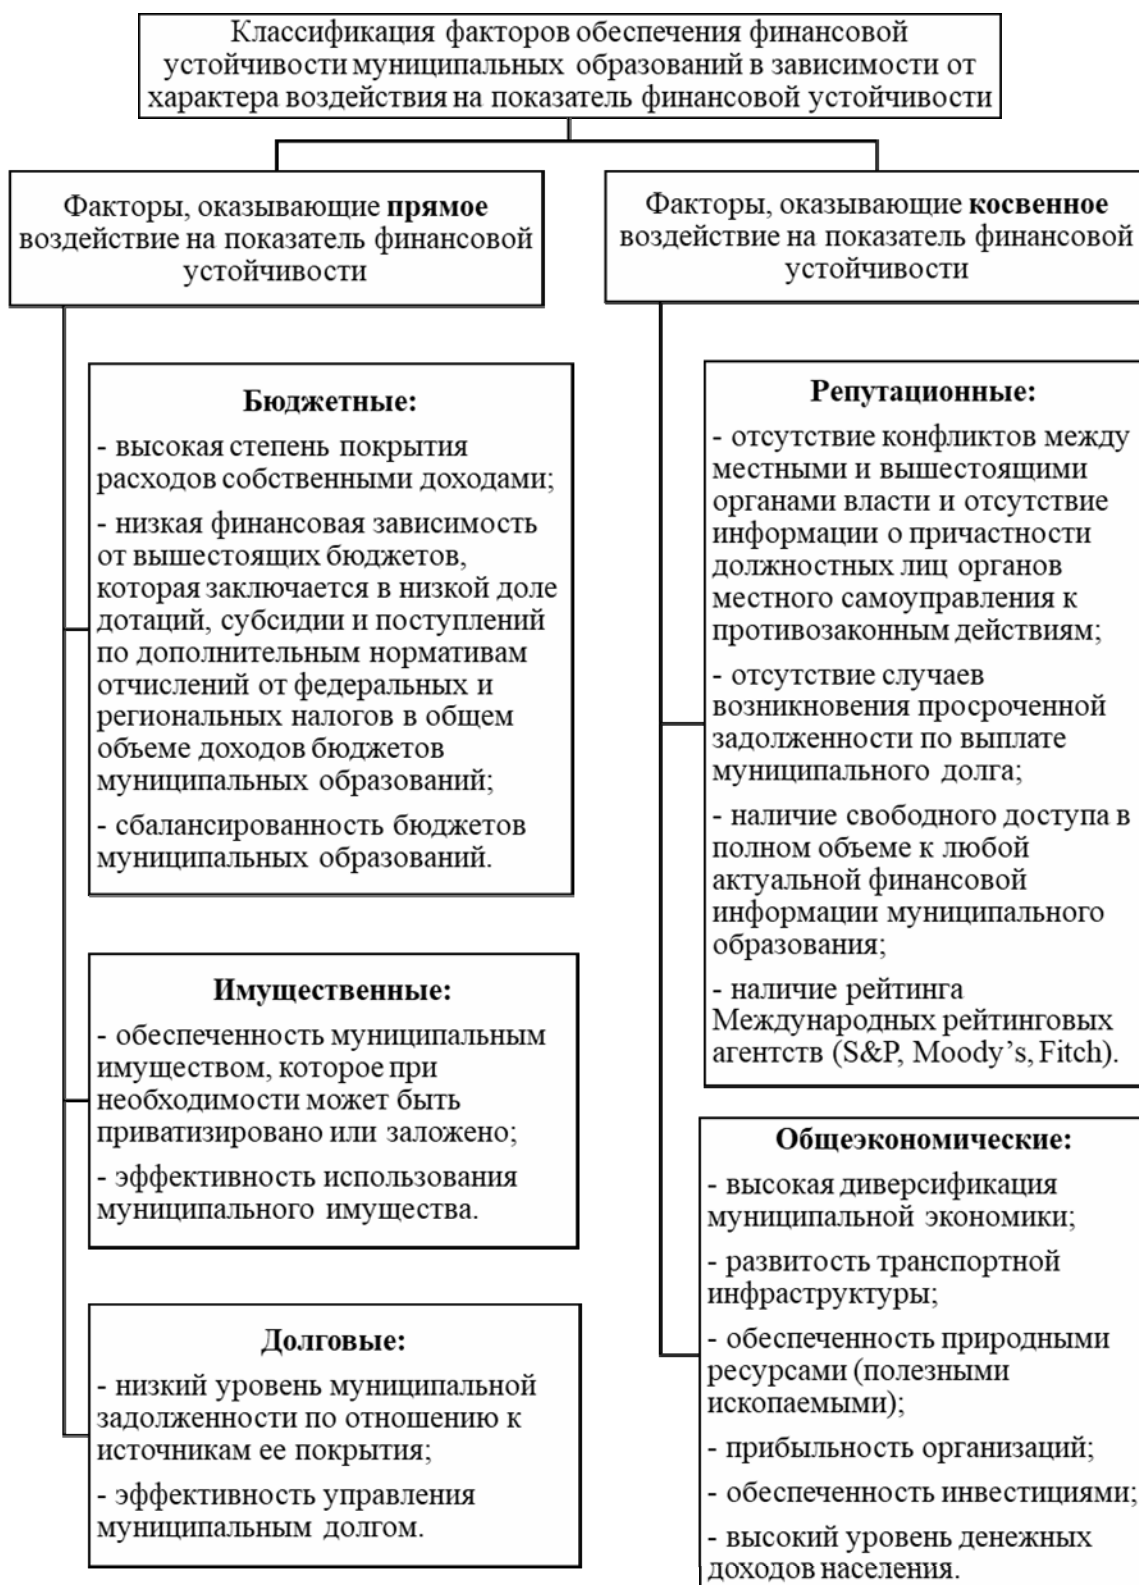 Классификация факторов обеспечения финансовой
устойчивости муниципальных образований в зависимости от
характера воздействия на показатель финансовой устойчивости
Факторы, оказывающие прямое
воздействие на показатель финансовой
устойчивости
Бюджетные:
- высокая степень покрытия
расходов собственными доходами;
- низкая финансовая зависимость
от вышестоящих бюджетов,
которая заключается в низкой доле
дотаций, субсидии и поступлений
по дополнительным нормативам
отчислений от федеральных и
региональных налогов в общем
объеме доходов бюджетов
муниципальных образований;
- сбалансированность бюджетов
муниципальных образований.
Имущественные:
- обеспеченность муниципальным
имуществом, которое при
необходимости может быть
приватизировано или заложено;
- эффективность использования
муниципального имущества.
Долговые:
- низкий уровень муниципальной
задолженности по отношению к
источникам ее покрытия;
- эффективность управления
муниципальным долгом.
Факторы, оказывающие косвенное
воздействие на показатель финансовой
устойчивости
Репутационные:
- отсутствие конфликтов между
местными и вышестоящими
органами власти и отсутствие
информации о причастности
должностных лиц органов
местного самоуправления к
противозаконным действиям;
- отсутствие случаев
возникновения просроченной
задолженности по выплате
муниципального долга;
- наличие свободного доступа в
полном объеме к любой
актуальной финансовой
информации муниципального
образования;
- наличие рейтинга
Международных рейтинговых
агентств (S&P, Moody’s, Fitch).
Общеэкономические:
- высокая диверсификация
муниципальной экономики;
- развитость транспортной
инфраструктуры;
- обеспеченность природными
ресурсами (полезными
ископаемыми);
- прибыльность организаций;
- обеспеченность инвестициями;
- высокий уровень денежных
доходов населения.